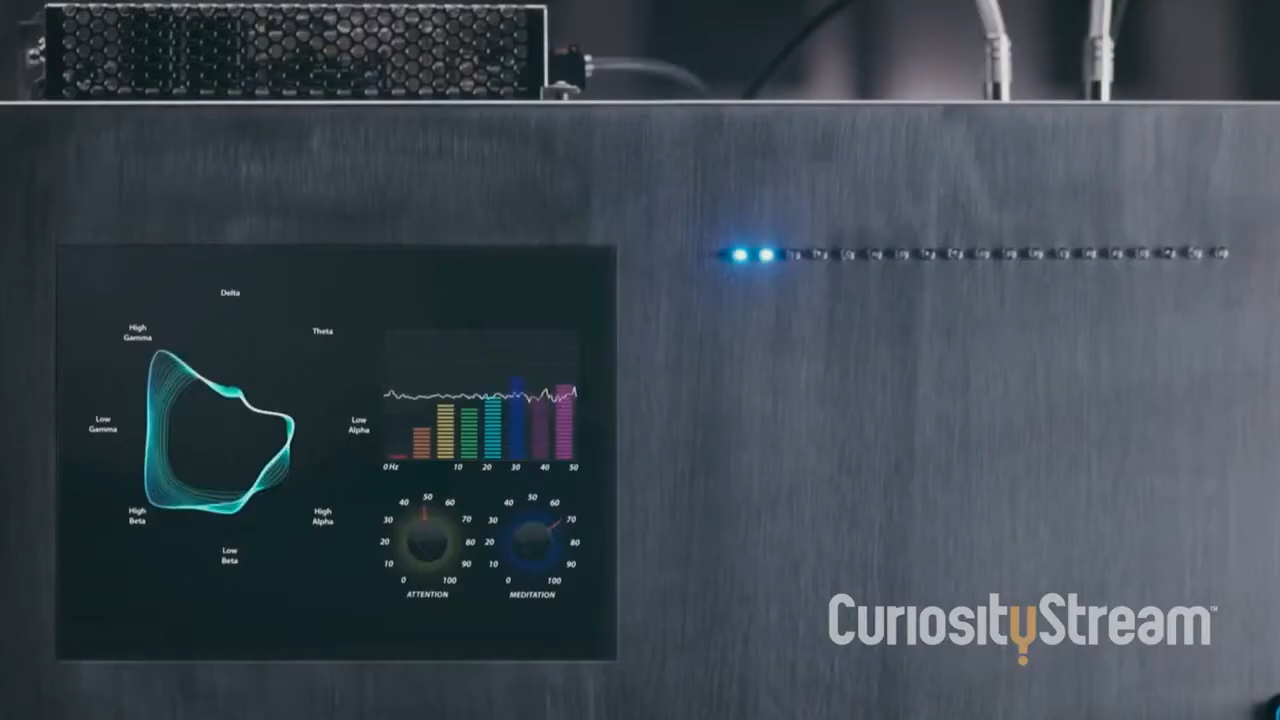 Delta
High
Gamma
Theta
Low
Gamma
Low
Alpha
0 Hz 10 20 30 40 50
High
Beta
High
Alpha
Low
Beta
0 10 20 30 40 50 60 70 80 90 100
ATTENTION
0 10 20 30 40 50 60 70 80 90 100
MEDITATION
CuriosityStream™